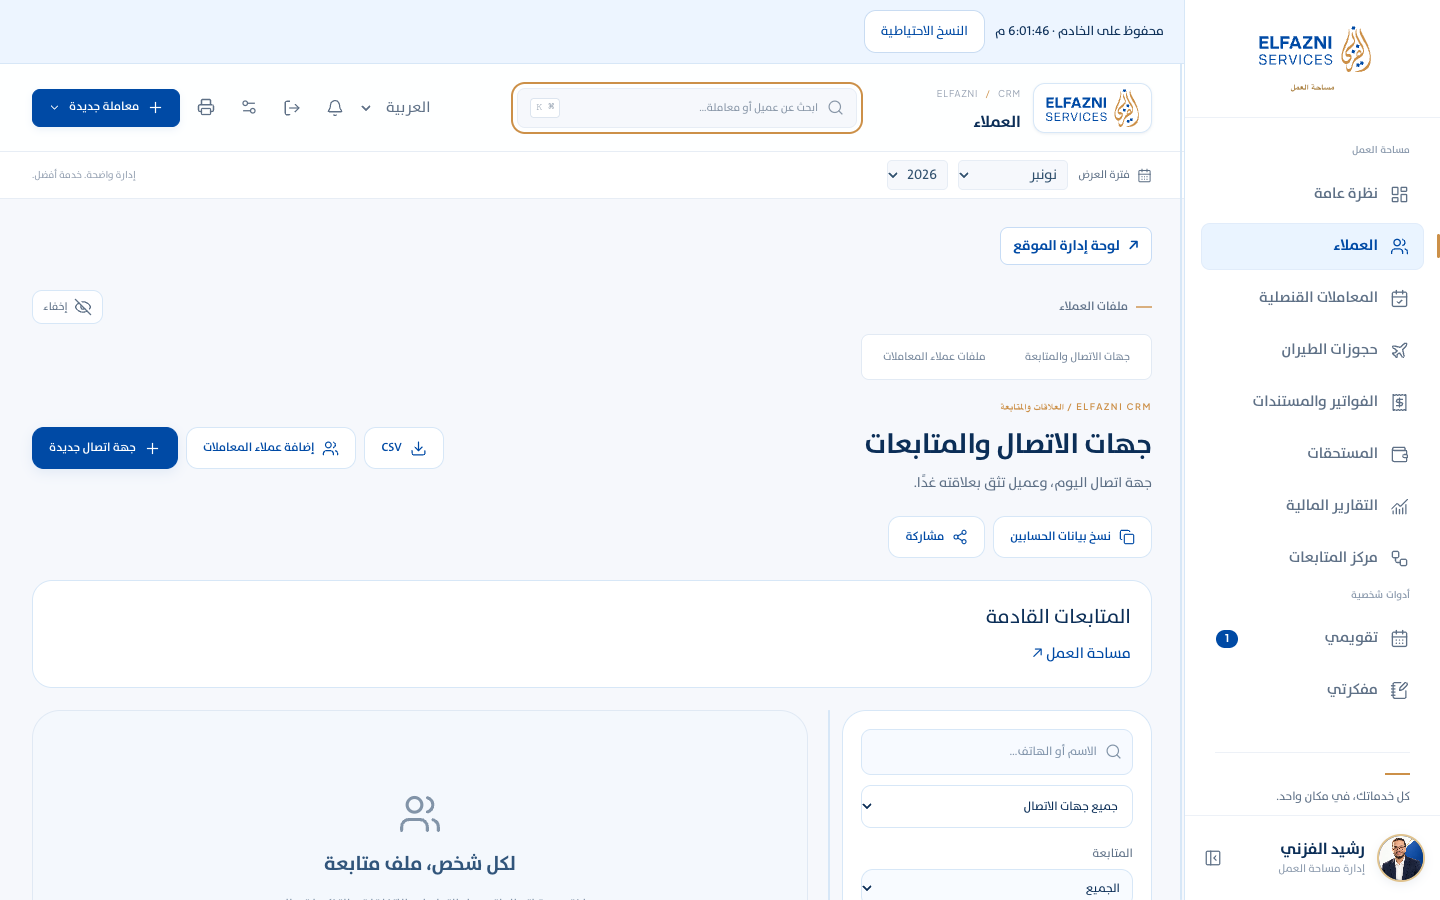 محفوظ على الخادم · 6:01:46 م
النسخ الاحتياطية
ELFAZNI
SERVICES
مساحة العمل
مساحة العمل
نظرة عامة
العملاء
المعاملات القنصلية
حجوزات الطيران
الفواتير والمستندات
المستحقات
التقارير المالية
مركز المتابعات
أدوات شخصية
تقويمي
1
مفكرتي
كل خدماتك، في مكان واحد.
رشيد الفزني
إدارة مساحة العمل
ELFAZNI
SERVICES
ELFAZNI / CRM
العملاء
ابحث عن عميل أو معاملة...
⌘ K
العربية
معاملة جديدة
فترة العرض
نونبر
2026
إدارة واضحة. خدمة أفضل.
لوحة إدارة الموقع
ملفات العملاء
إخفاء
جهات الاتصال والمتابعة
ملفات عملاء المعاملات
ELFAZNI CRM / العلاقات والمتابعة
جهات الاتصال والمتابعات
جهة اتصال اليوم، وعميل تثق بعلاقته غدًا.
CSV
إضافة عملاء المعاملات
جهة اتصال جديدة
نسخ بيانات الحسابين
مشاركة
المتابعات القادمة
مساحة العمل
الاسم أو الهاتف...
جميع جهات الاتصال
المتابعة
الجميع
لكل شخص، ملف متابعة